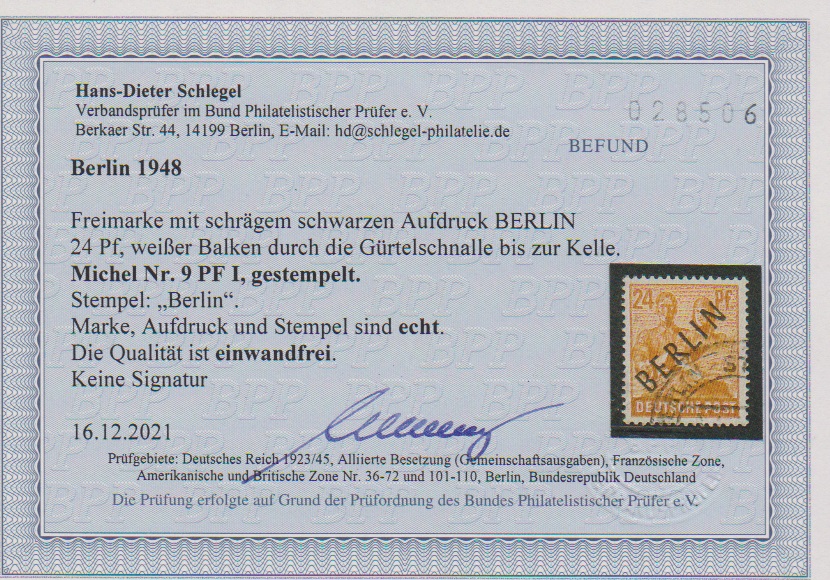 Hans-Dieter Schlegel
Verbandsprüfer im Bund Philatelistischer Prüfer e. V.
Berkaer Str. 44, 14199 Berlin, E-Mail: hd@schlegel-philatelie.de
028506
BEFUND
Berlin 1948
Freimarke mit schrägem schwarzen Aufdruck BERLIN
24 Pf, weißer Balken durch die Gürtelschnalle bis zur Kelle.
Michel Nr. 9 PF I, gestempelt.
Stempel: „Berlin“.
Marke, Aufdruck und Stempel sind echt.
Die Qualität ist einwandfrei.
Keine Signatur
24 Pf
BERLIN
DEUTSCHE POST
16.12.2021
Prüfgebiete: Deutsches Reich 1923/45, Alliierte Besetzung (Gemeinschaftsausgaben), Französische Zone,
Amerikanische und Britische Zone Nr. 36-72 und 101-110, Berlin, Bundesrepublik Deutschland
Die Prüfung erfolgte auf Grund der Prüfordnung des Bundes Philatelistischer Prüfer e.V.